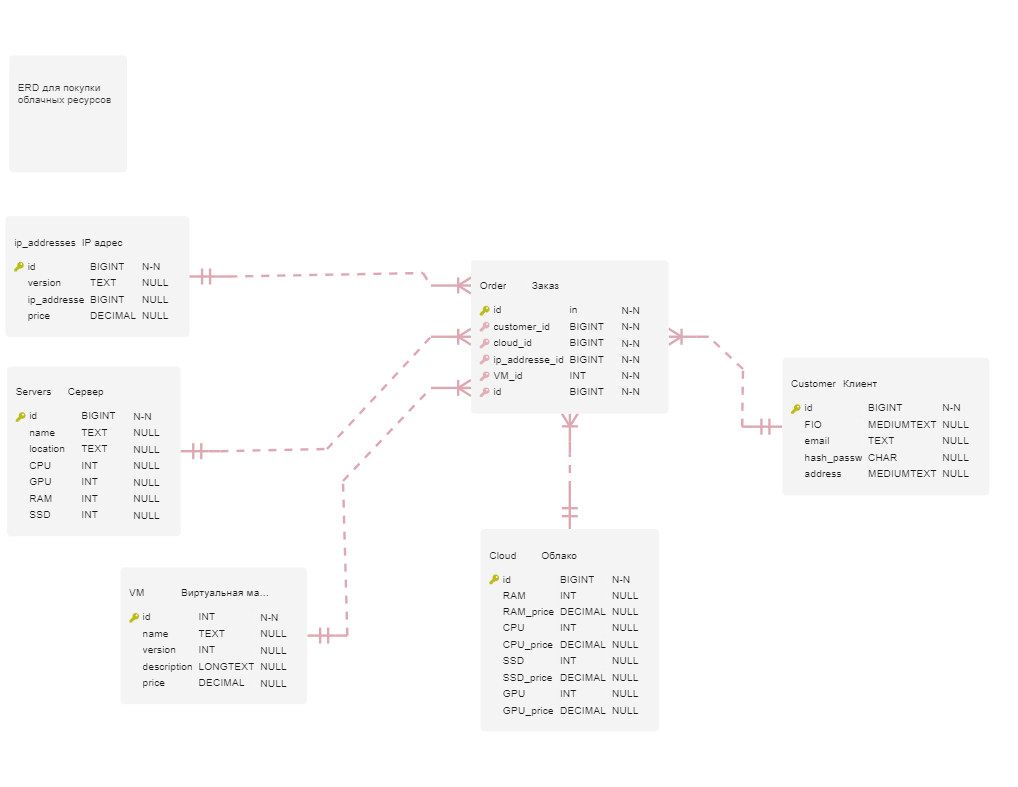 ERD для покупки
облачных ресурсов
ip_addresses IP адрес
id BIGINT N-N
version TEXT NULL
ip_addresse BIGINT NULL
price DECIMAL NULL
Order Заказ
id in N-N
customer_id BIGINT N-N
cloud_id BIGINT N-N
ip_addresse_id BIGINT N-N
VM_id INT N-N
id BIGINT N-N
Servers Сервер
id BIGINT N-N
name TEXT NULL
location TEXT NULL
CPU INT NULL
GPU INT NULL
RAM INT NULL
SSD INT NULL
Customer Клиент
id BIGINT N-N
FIO MEDIUMTEXT NULL
email TEXT NULL
hash_passw CHAR NULL
address MEDIUMTEXT NULL
VM Виртуальная ма...
id INT N-N
name TEXT NULL
version INT NULL
description LONGTEXT NULL
price DECIMAL NULL
Cloud Облако
id BIGINT N-N
RAM INT NULL
RAM_price DECIMAL NULL
CPU INT NULL
CPU_price DECIMAL NULL
SSD INT NULL
SSD_price DECIMAL NULL
GPU INT NULL
GPU_price DECIMAL NULL